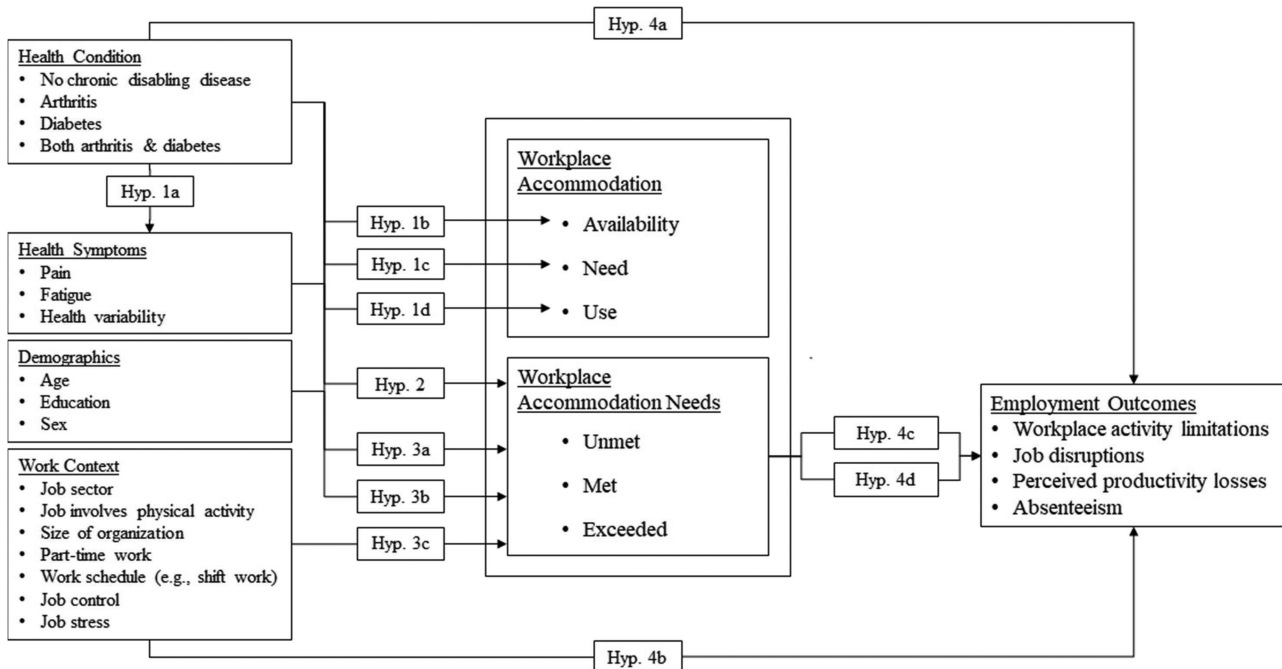 Hyp. 4a
Health Condition
• No chronic disabling disease
• Arthritis
• Diabetes
• Both arthritis & diabetes
Hyp. 1a
Health Symptoms
• Pain
• Fatigue
• Health variability
Demographics
• Age
• Education
• Sex
Work Context
• Job sector
• Job involves physical activity
• Size of organization
• Part-time work
• Work schedule (e.g., shift work)
• Job control
• Job stress
Hyp. 1b
Hyp. 1c
Hyp. 1d
Hyp. 2
Hyp. 3a
Hyp. 3b
Hyp. 3c
Workplace
Accommodation
• Availability
• Need
• Use
Workplace
Accommodation Needs
• Unmet
• Met
• Exceeded
Hyp. 4c
Hyp. 4d
Employment Outcomes
• Workplace activity limitations
• Job disruptions
• Perceived productivity losses
• Absenteeism
Hyp. 4b